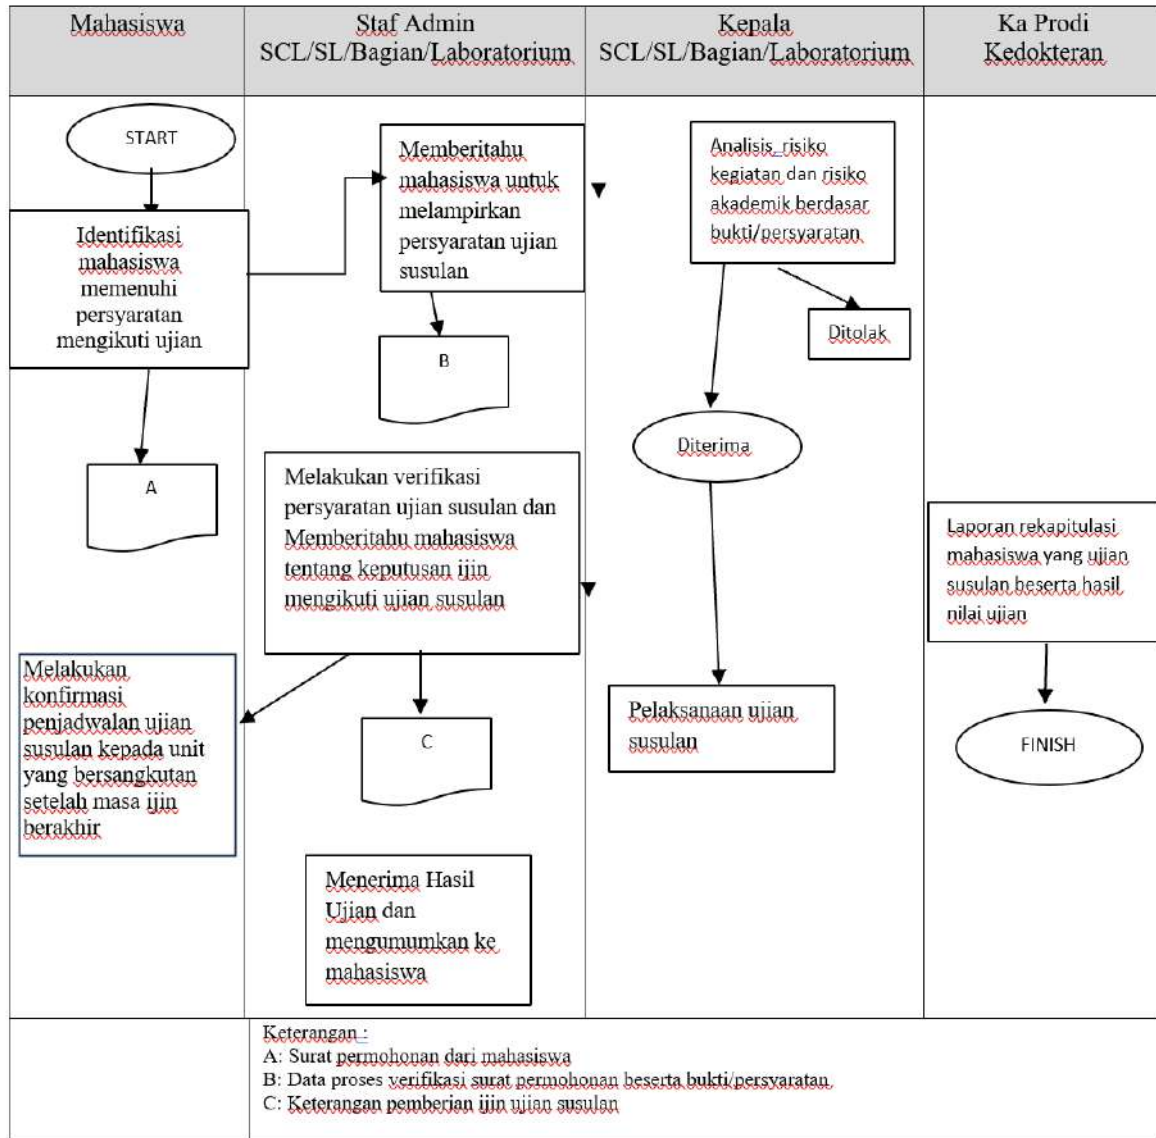 Mahasiswa
Staf Admin
SCL/SL/Bagian/Laboratorium
Kepala
SCL/SL/Bagian/Laboratorium
Ka Prodi
Kedokteran
START
Identifikasi
mahasiswa
memenuhi
persyaratan
mengikuti ujian
A
Melakukan
konfirmasi
penjadwalan ujian
susulan kepada unit
yang bersangkutan
setelah masa ijin
berakhir
Memberitahu
mahasiswa untuk
melampirkan
persyaratan ujian
susulan
B
Melakukan verifikasi
persyaratan ujian susulan dan
Memberitahu mahasiswa
tentang keputusan ijin
mengikuti ujian susulan
C
Menerima Hasil
Ujian dan
mengumumkan ke
mahasiswa
Analisis risiko
kegiatan dan risiko
akademik berdasar
bukti/persyaratan
Ditolak
Diterima
Pelaksanaan ujian
susulan
Laporan rekapitulasi
mahasiswa yang ujian
susulan beserta hasil
nilai ujian
FINISH
Keterangan :
A: Surat permohonan dari mahasiswa
B: Data proses verifikasi surat permohonan beserta bukti/persyaratan
C: Keterangan pemberian ijin ujian susulan